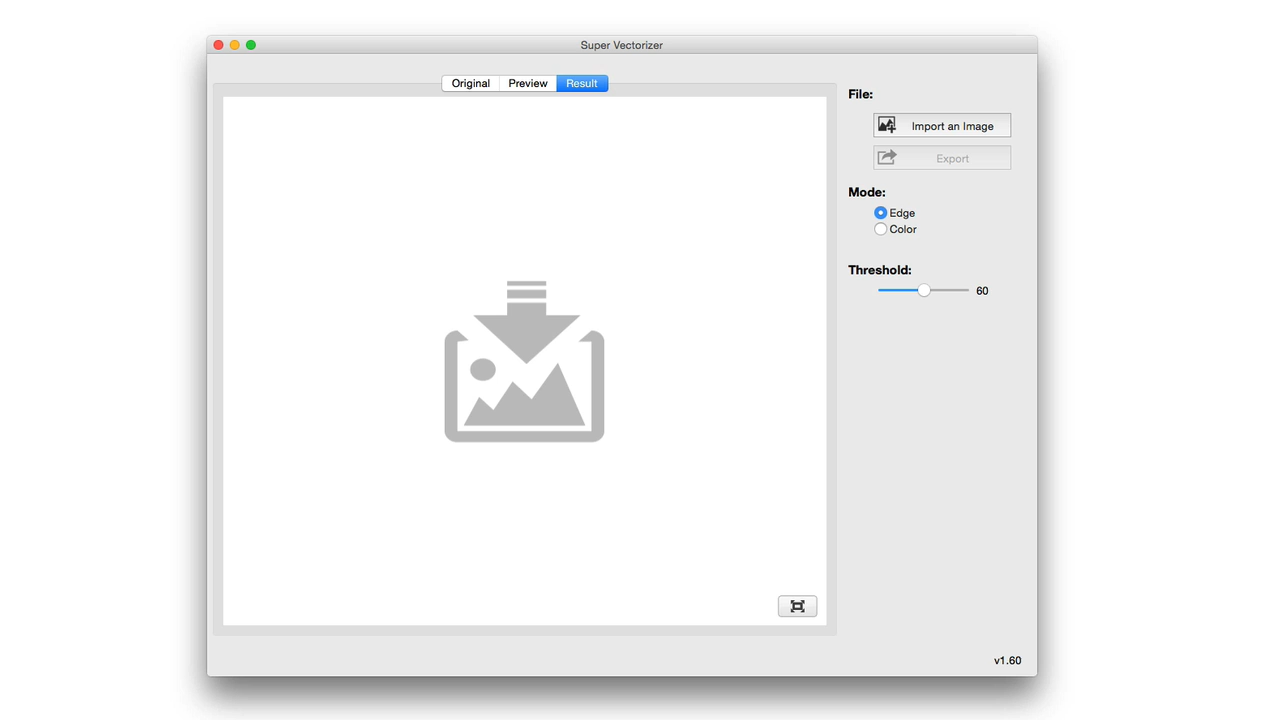 Super Vectorizer
Original Preview Result
File:
Import an Image
Export
Mode:
Edge
Color
Threshold:
60
v1.60